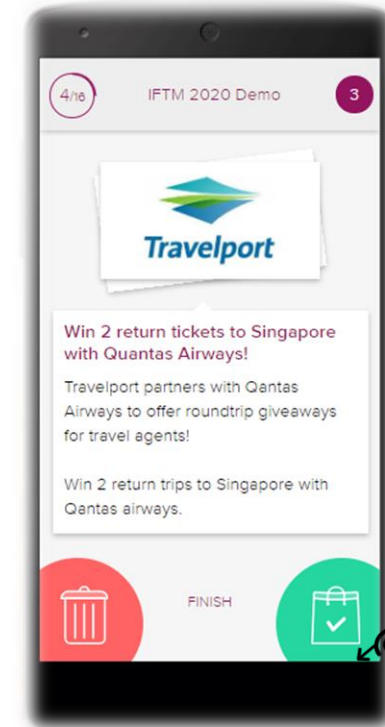 4/16
IFTM 2020 Demo
3
Travelport
Win 2 return tickets to Singapore
with Quantas Airways!
Travelport partners with Qantas
Airways to offer roundtrip giveaways
for travel agents!
Win 2 return trips to Singapore with
Qantas airways.
FINISH